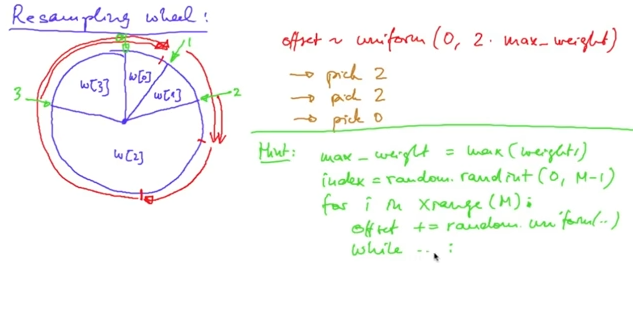 Resampling wheel:
offset ~ uniform (0, 2 · max_weight)
→ pick 2
→ pick 2
→ pick 0
0
1
2
3
w[3]
w[0]
w[1]
w[2]
Hint: max_weight = max(weights)
index = random.randint (0, M-1)
for i in xrange(M):
offset += random.uniform(..)
while ... :